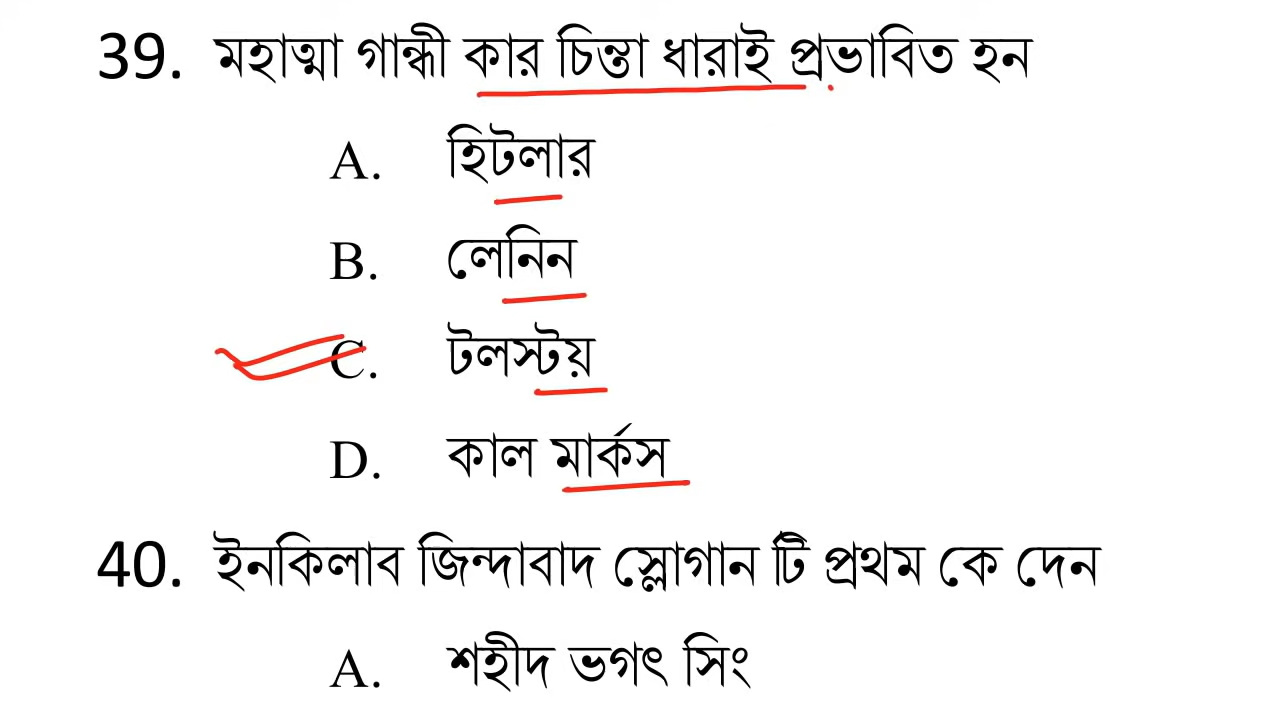 39. মহাত্মা গান্ধী কার চিন্তা ধারাই প্রভাবিত হন
A. হিটলার
B. লেনিন
C. টলস্টয়
D. কাল মার্কস
40. ইনকিলাব জিন্দাবাদ স্লোগান টি প্রথম কে দেন
A. শহীদ ভগৎ সিং